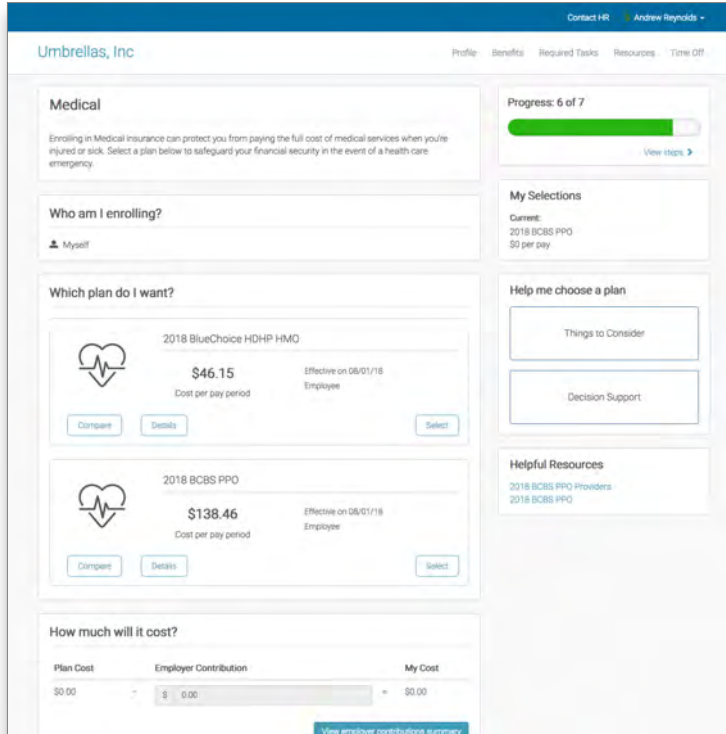 Contact HR Andrew Reynolds
Umbrellas, Inc
Profile Benefits Required Tasks Resources Time Off
Medical
Enrolling in Medical insurance can protect you from paying the full cost of medical services when you're
injured or sick. Select a plan below to safeguard your financial security in the event of a health care
emergency.
Who am I enrolling?
Myself
Which plan do I want?
2018 BlueChoice HDHP HMO
$46.15
Cost per pay period
Effective on 08/01/18
Employee
Compare Details Select
2018 BCBS PPO
$138.46
Cost per pay period
Effective on 08/01/18
Employee
Compare Details Select
How much will it cost?
Plan Cost Employer Contribution My Cost
$0.00 - $ 0.00 = $0.00
View employer contributions summary
Progress: 6 of 7
View steps
My Selections
Current:
2018 BCBS PPO
$0 per pay
Help me choose a plan
Things to Consider
Decision Support
Helpful Resources
2018 BCBS PPO Providers
2018 BCBS PPO